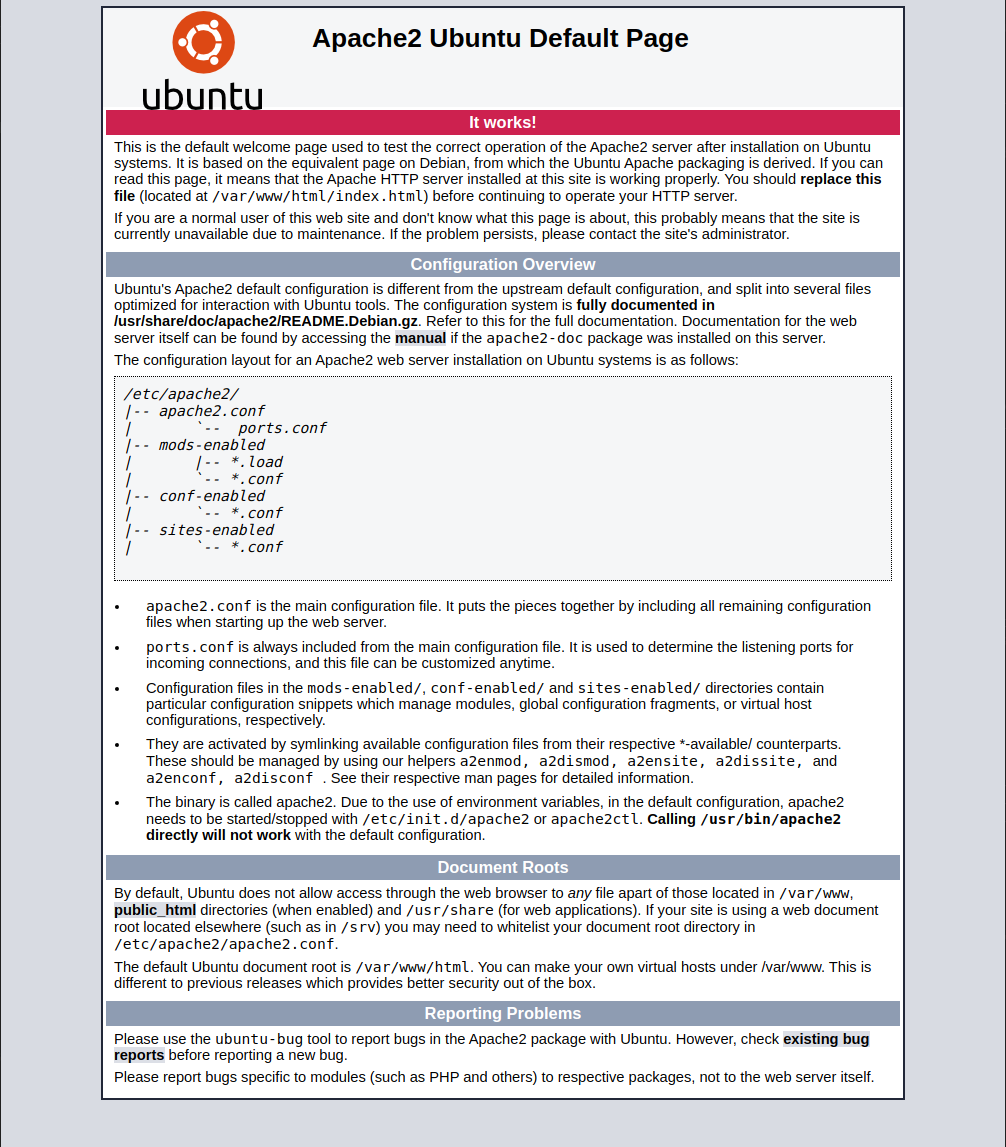 ubuntu
Apache2 Ubuntu Default Page
It works!
This is the default welcome page used to test the correct operation of the Apache2 server after installation on Ubuntu
systems. It is based on the equivalent page on Debian, from which the Ubuntu Apache packaging is derived. If you can
read this page, it means that the Apache HTTP server installed at this site is working properly. You should replace this
file (located at /var/www/html/index.html) before continuing to operate your HTTP server.
If you are a normal user of this web site and don't know what this page is about, this probably means that the site is
currently unavailable due to maintenance. If the problem persists, please contact the site's administrator.
Configuration Overview
Ubuntu's Apache2 default configuration is different from the upstream default configuration, and split into several files
optimized for interaction with Ubuntu tools. The configuration system is fully documented in
/usr/share/doc/apache2/README.Debian.gz. Refer to this for the full documentation. Documentation for the web
server itself can be found by accessing the manual if the apache2-doc package was installed on this server.
The configuration layout for an Apache2 web server installation on Ubuntu systems is as follows:
/etc/apache2/
|-- apache2.conf
|       `--  ports.conf
|-- mods-enabled
|       |-- *.load
|       `-- *.conf
|-- conf-enabled
|       `-- *.conf
|-- sites-enabled
|       `-- *.conf
• apache2.conf is the main configuration file. It puts the pieces together by including all remaining configuration
files when starting up the web server.
• ports.conf is always included from the main configuration file. It is used to determine the listening ports for
incoming connections, and this file can be customized anytime.
• Configuration files in the mods-enabled/, conf-enabled/ and sites-enabled/ directories contain
particular configuration snippets which manage modules, global configuration fragments, or virtual host
configurations, respectively.
• They are activated by symlinking available configuration files from their respective *-available/ counterparts.
These should be managed by using our helpers a2enmod, a2dismod, a2ensite, a2dissite, and
a2enconf, a2disconf . See their respective man pages for detailed information.
• The binary is called apache2. Due to the use of environment variables, in the default configuration, apache2
needs to be started/stopped with /etc/init.d/apache2 or apache2ctl. Calling /usr/bin/apache2
directly will not work with the default configuration.
Document Roots
By default, Ubuntu does not allow access through the web browser to any file apart of those located in /var/www,
public_html directories (when enabled) and /usr/share (for web applications). If your site is using a web document
root located elsewhere (such as in /srv) you may need to whitelist your document root directory in
/etc/apache2/apache2.conf.
The default Ubuntu document root is /var/www/html. You can make your own virtual hosts under /var/www. This is
different to previous releases which provides better security out of the box.
Reporting Problems
Please use the ubuntu-bug tool to report bugs in the Apache2 package with Ubuntu. However, check existing bug
reports before reporting a new bug.
Please report bugs specific to modules (such as PHP and others) to respective packages, not to the web server itself.